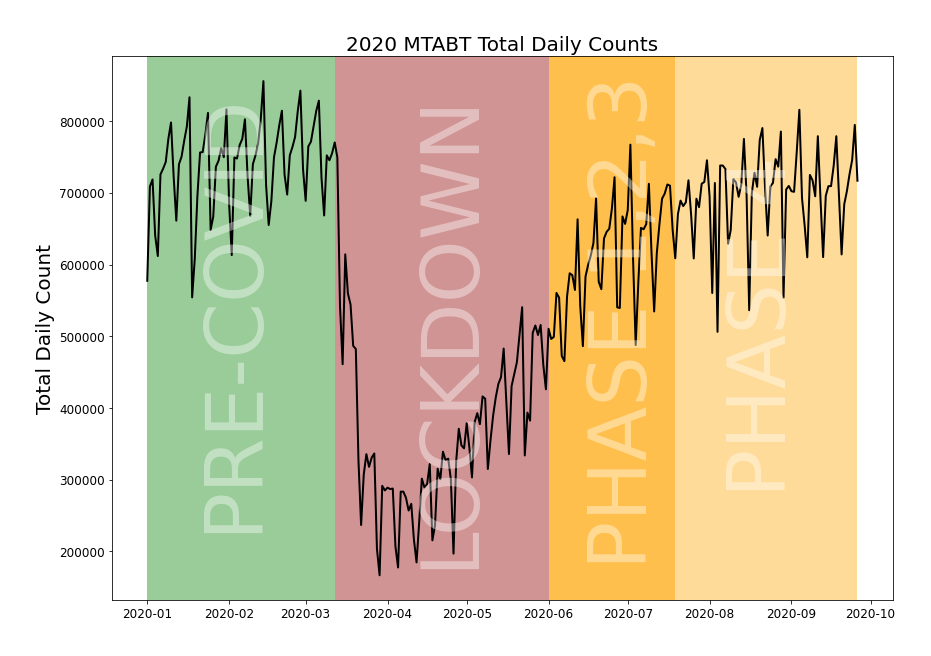 2020 MTABT Total Daily Counts
Total Daily Count
800000
700000
600000
500000
400000
300000
200000
PRE-COVID
LOCKDOWN
PHASE 1,2,3
PHASE 4
2020-01
2020-02
2020-03
2020-04
2020-05
2020-06
2020-07
2020-08
2020-09
2020-10